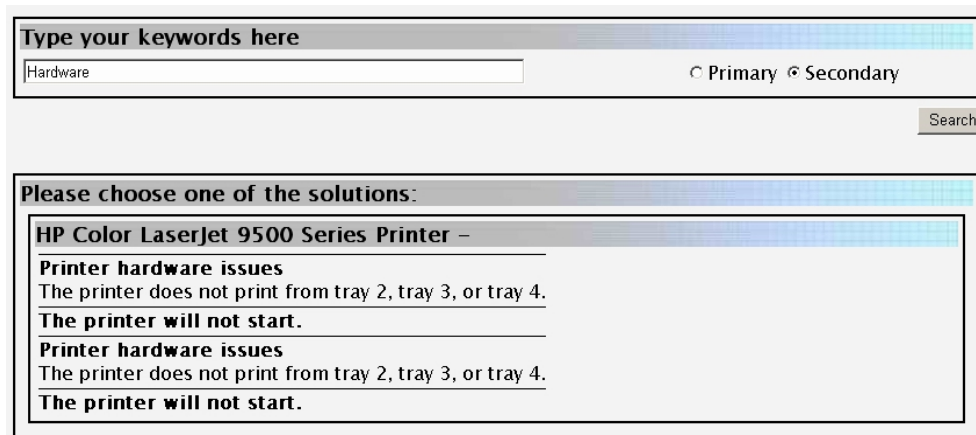 Type your keywords here
Hardware
Primary Secondary
Search
Please choose one of the solutions:
HP Color LaserJet 9500 Series Printer –
Printer hardware issues
The printer does not print from tray 2, tray 3, or tray 4.
The printer will not start.
Printer hardware issues
The printer does not print from tray 2, tray 3, or tray 4.
The printer will not start.